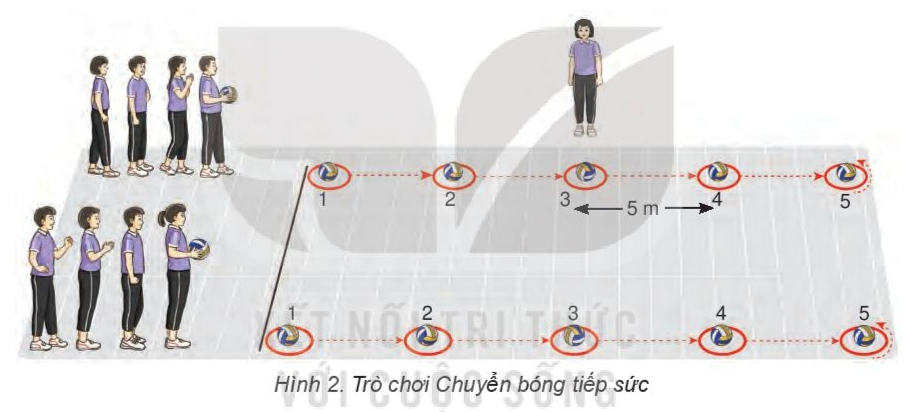 1 2 3 4 5
5 m
1 2 3 4 5
KẾT NỐI TRI THỨC
VỚI CUỘC SỐNG
Hình 2. Trò chơi Chuyển bóng tiếp sức